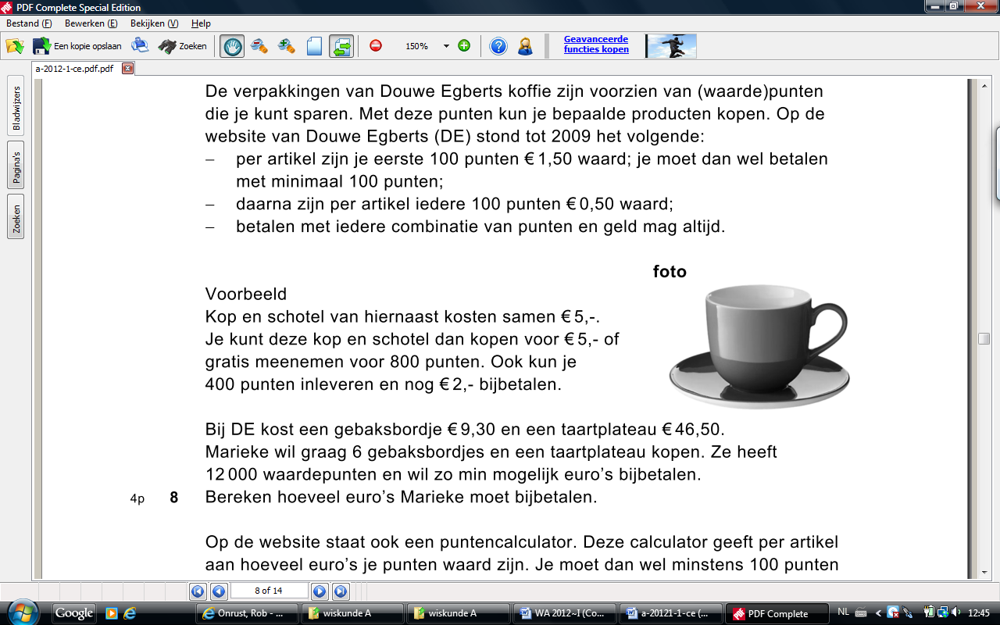 PDF Complete Special Edition
Bestand (F) Bewerken (E) Bekijken (V) Help
Een kopie opslaan Zoeken 150% Geavanceerde
functies kopen
a-2012-1-ce.pdf.pdf
Bladwijzers
Pagina's
Zoeken
De verpakkingen van Douwe Egberts koffie zijn voorzien van (waarde)punten
die je kunt sparen. Met deze punten kun je bepaalde producten kopen. Op de
website van Douwe Egberts (DE) stond tot 2009 het volgende:
– per artikel zijn je eerste 100 punten € 1,50 waard; je moet dan wel betalen
met minimaal 100 punten;
– daarna zijn per artikel iedere 100 punten € 0,50 waard;
– betalen met iedere combinatie van punten en geld mag altijd.
foto
Voorbeeld
Kop en schotel van hiernaast kosten samen € 5,-.
Je kunt deze kop en schotel dan kopen voor € 5,- of
gratis meenemen voor 800 punten. Ook kun je
400 punten inleveren en nog € 2,- bijbetalen.
Bij DE kost een gebaksbordje € 9,30 en een taartplateau € 46,50.
Marieke wil graag 6 gebaksbordjes en een taartplateau kopen. Ze heeft
12 000 waardepunten en wil zo min mogelijk euro's bijbetalen.
4p 8 Bereken hoeveel euro's Marieke moet bijbetalen.
Op de website staat ook een puntencalculator. Deze calculator geeft per artikel
aan hoeveel euro's je punten waard zijn. Je moet dan wel minstens 100 punten
8 of 14
Google Onrust, Rob - ... wiskunde A wiskunde A WA 2012~I (Co... a-20121-1-ce (... PDF Complete NL 12:45